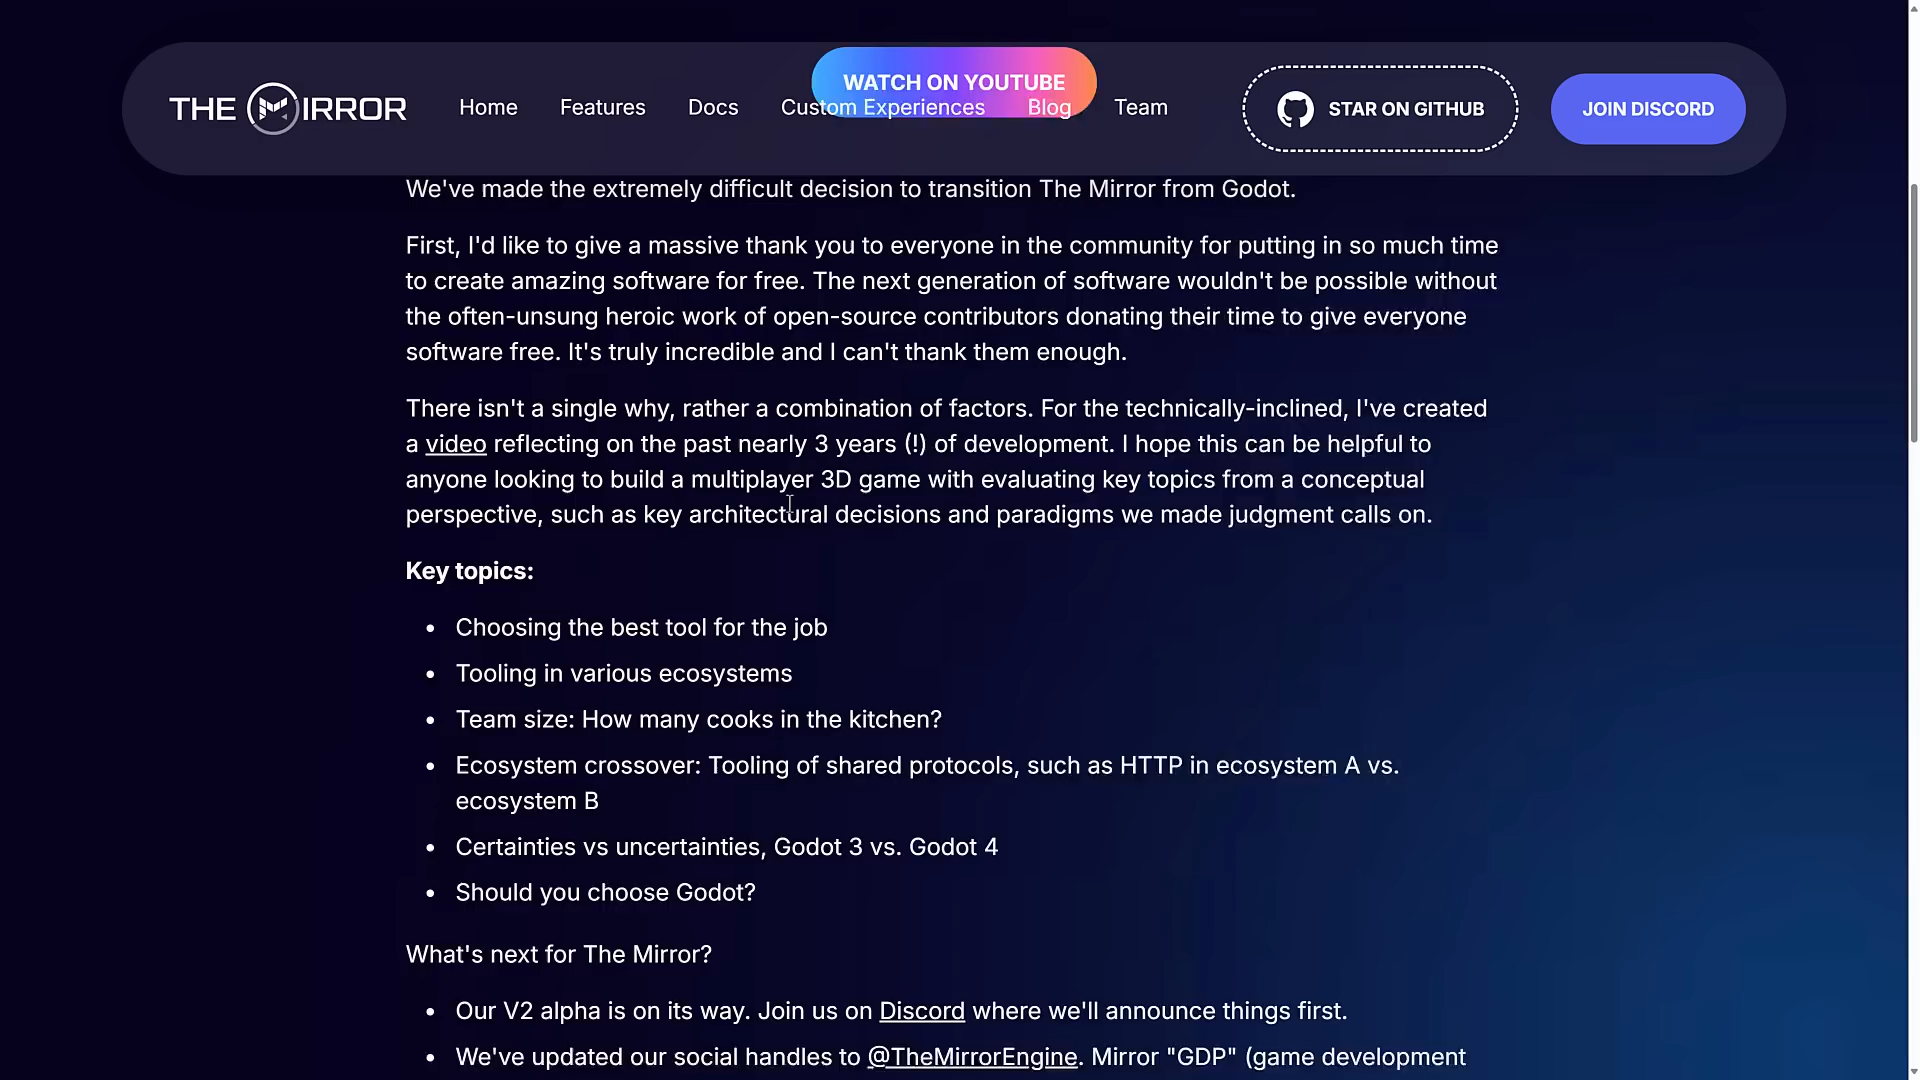 WATCH ON YOUTUBE
THE MIRROR
Home
Features
Docs
Custom Experiences
Blog
Team
STAR ON GITHUB
JOIN DISCORD
We've made the extremely difficult decision to transition The Mirror from Godot.
First, I'd like to give a massive thank you to everyone in the community for putting in so much time
to create amazing software for free. The next generation of software wouldn't be possible without
the often-unsung heroic work of open-source contributors donating their time to give everyone
software free. It's truly incredible and I can't thank them enough.
There isn't a single why, rather a combination of factors. For the technically-inclined, I've created
a video reflecting on the past nearly 3 years (!) of development. I hope this can be helpful to
anyone looking to build a multiplayer 3D game with evaluating key topics from a conceptual
perspective, such as key architectural decisions and paradigms we made judgment calls on.
Key topics:
• Choosing the best tool for the job
• Tooling in various ecosystems
• Team size: How many cooks in the kitchen?
• Ecosystem crossover: Tooling of shared protocols, such as HTTP in ecosystem A vs.
ecosystem B
• Certainties vs uncertainties, Godot 3 vs. Godot 4
• Should you choose Godot?
What's next for The Mirror?
• Our V2 alpha is on its way. Join us on Discord where we'll announce things first.
• We've updated our social handles to @TheMirrorEngine. Mirror "GDP" (game development